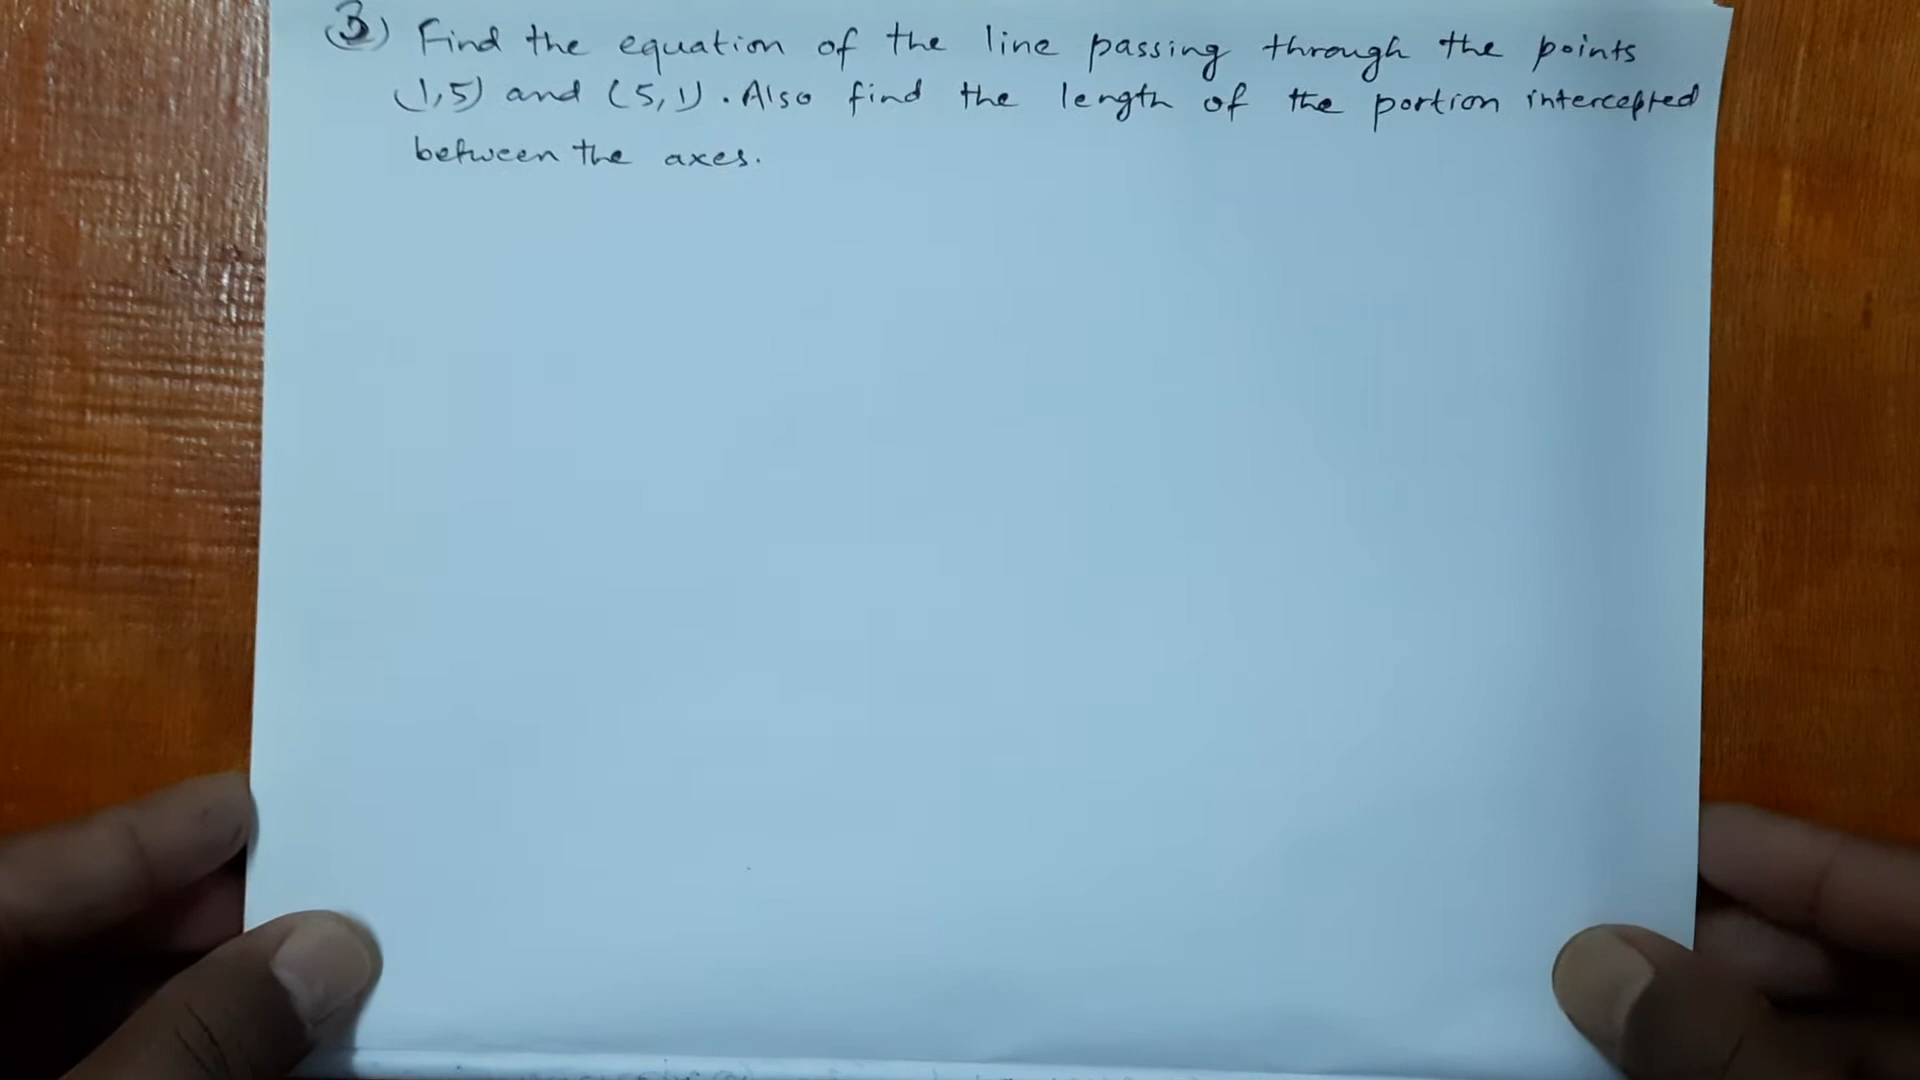 3) Find the equation of the line passing through the points
(1,5) and (5,1). Also find the length of the portion intercepted
between the axes.